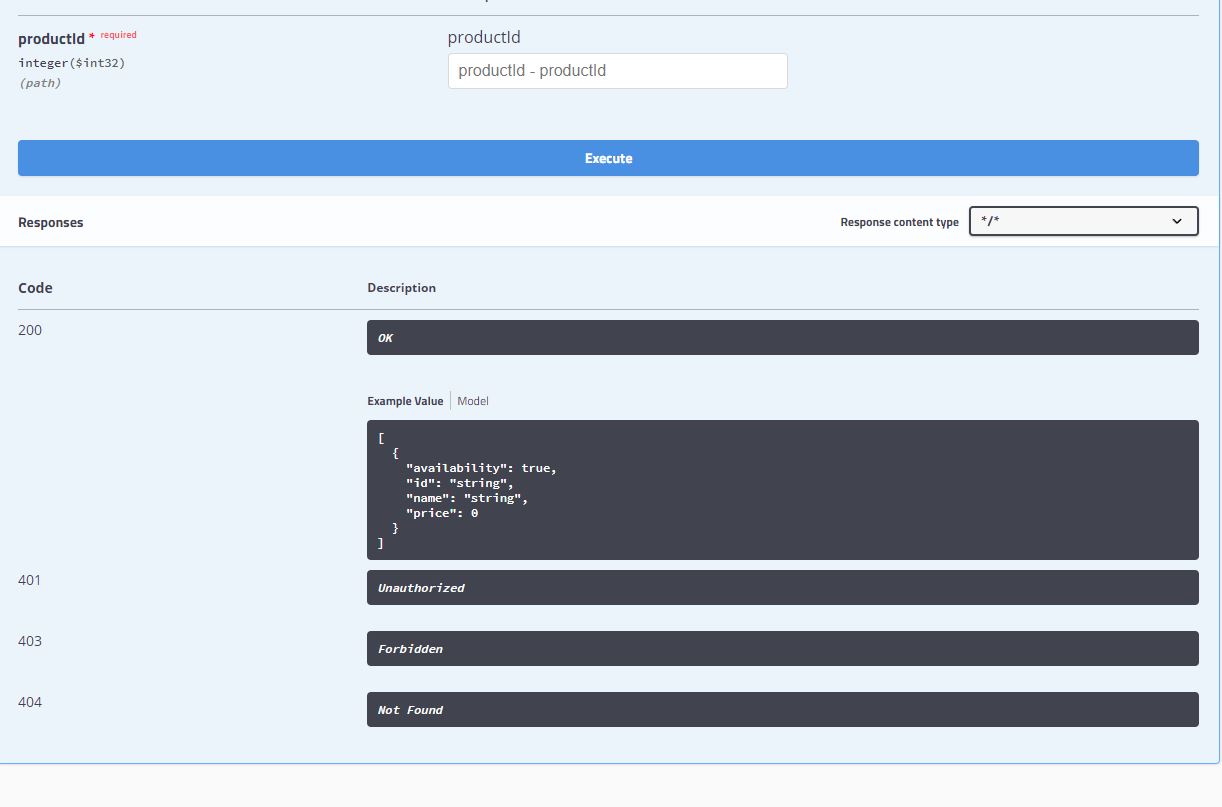 productId * required
productId
integer($int32)
productId - productId
(path)
Execute
Responses
Response content type
*/*
Code
Description
200
OK
Example Value
Model
[
  {
    "availability": true,
    "id": "string",
    "name": "string",
    "price": 0
  }
]
401
Unauthorized
403
Forbidden
404
Not Found